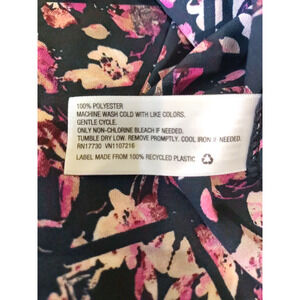 100% POLYESTER
MACHINE WASH COLD WITH LIKE COLORS.
GENTLE CYCLE.
ONLY NON-CHLORINE BLEACH IF NEEDED.
TUMBLE DRY LOW. REMOVE PROMPTLY. COOL IRON IF NEEDED.
RN17730 VN1107216
LABEL MADE FROM 100% RECYCLED PLASTIC